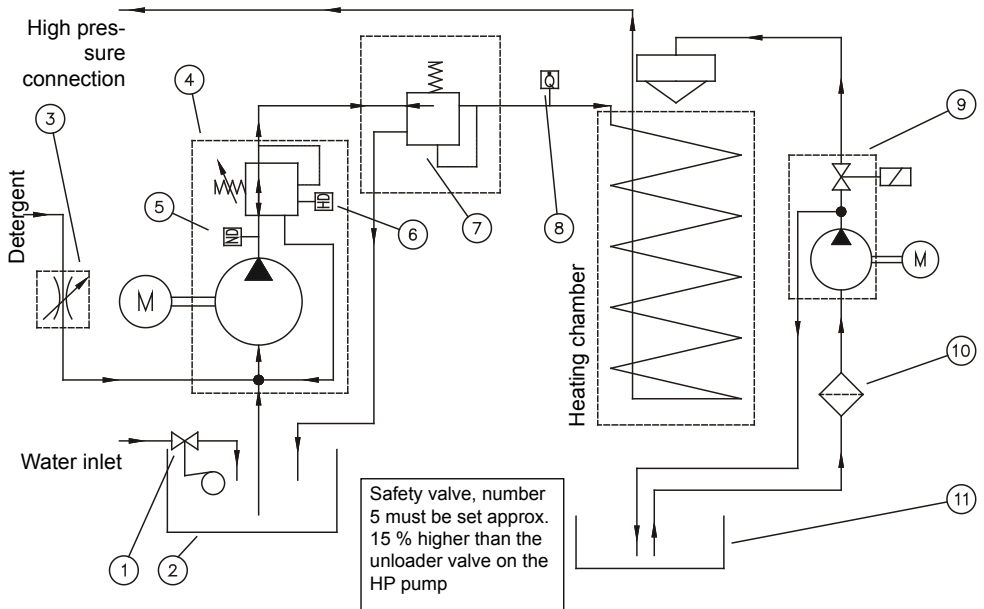 High pres-
sure
connection
4
3
9
Q
Detergent
5
HD
6
7
8
ND
M
M
Heating chamber
10
Water inlet
Safety valve, number
5 must be set approx.
15 % higher than the
unloader valve on the
HP pump
11
1
2